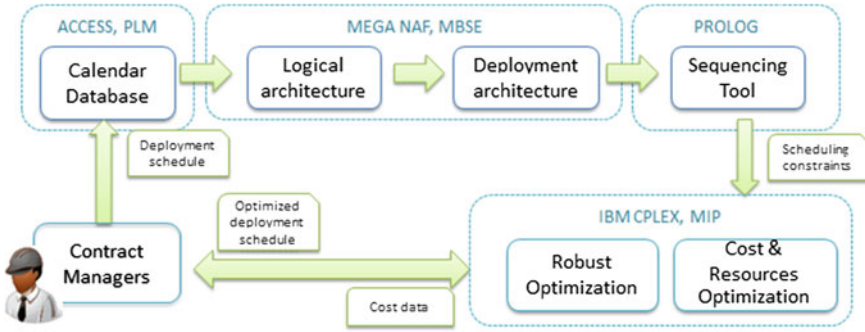 ACCESS, PLM
MEGA NAF, MBSE
PROLOG
Calendar
Database
Logical
architecture
Deployment
architecture
Sequencing
Tool
Deployment
schedule
Scheduling
constraints
Optimized
deployment
schedule
IBM CPLEX, MIP
Contract
Managers
Robust
Optimization
Cost &
Resources
Optimization
Cost data